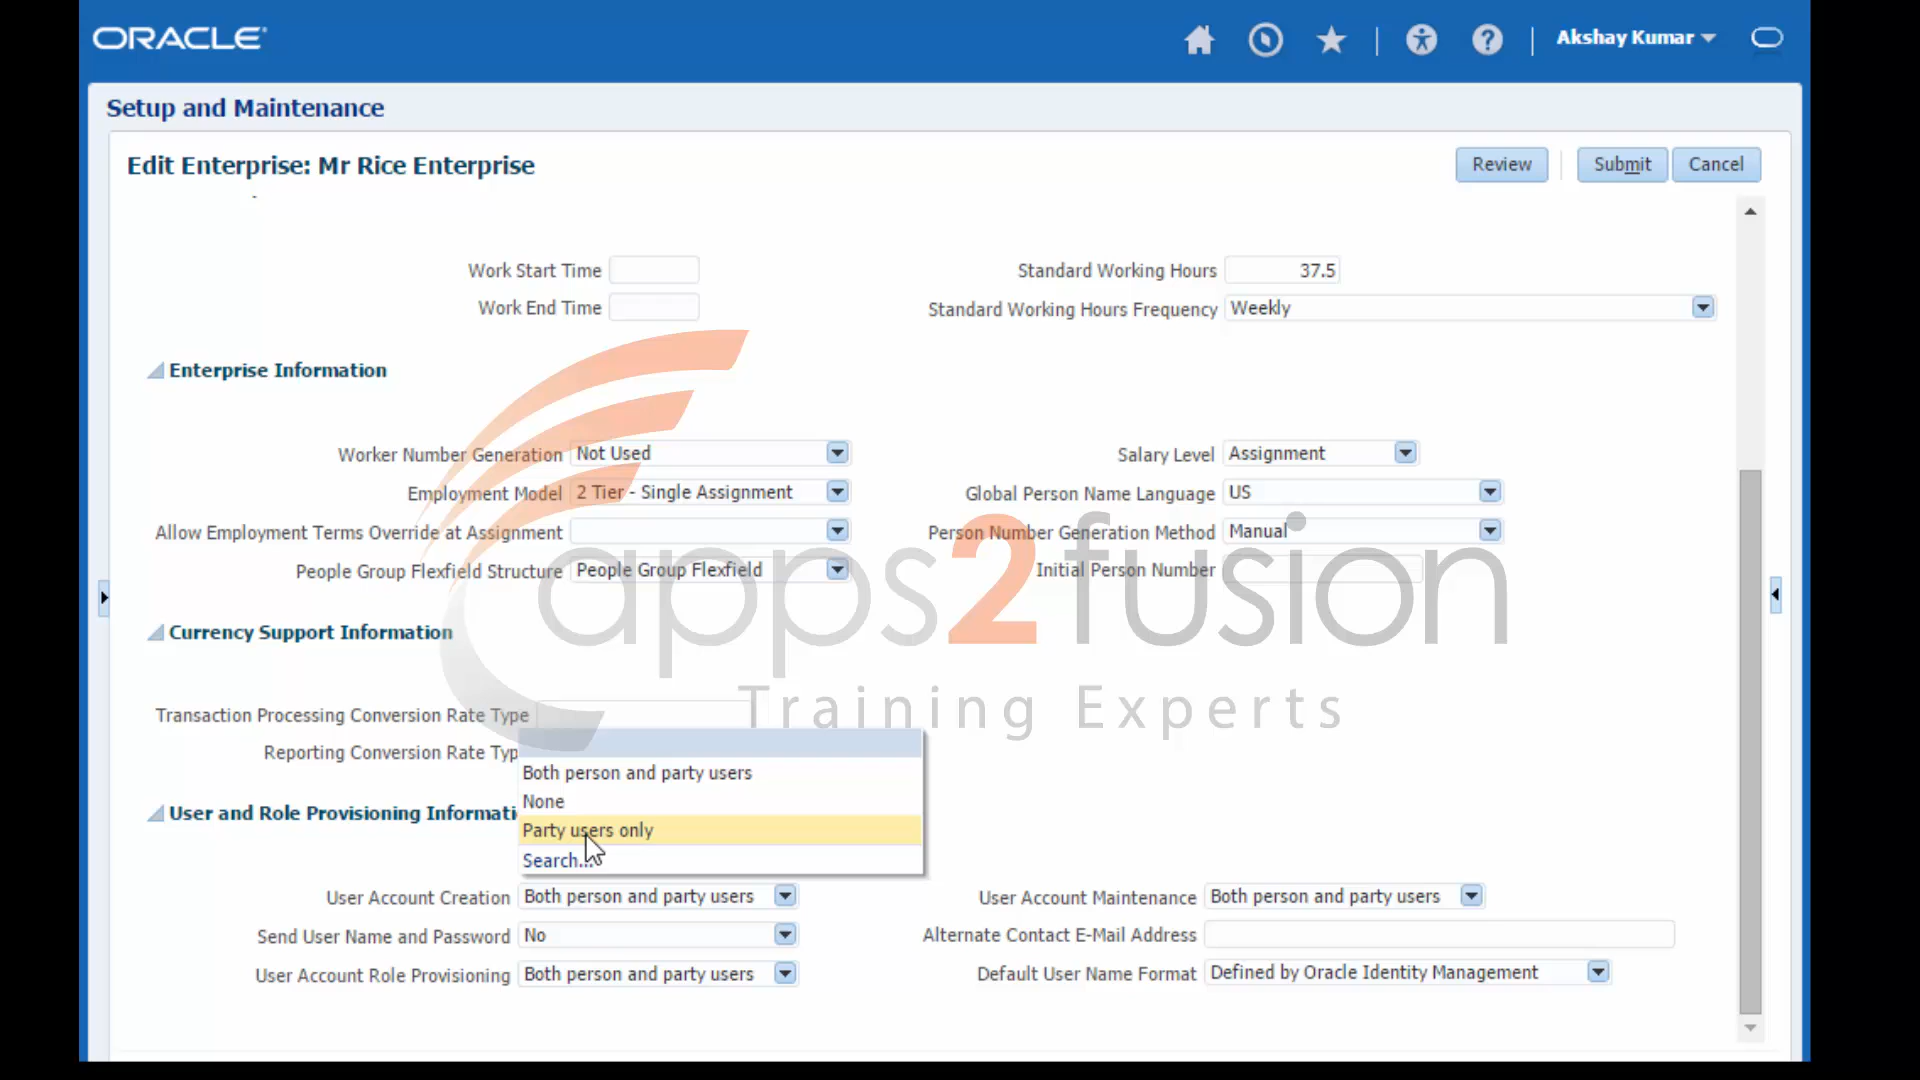 ORACLE
Akshay Kumar
Setup and Maintenance
Edit Enterprise: Mr Rice Enterprise
Review
Submit
Cancel
Work Start Time
Standard Working Hours 37.5
Work End Time
Standard Working Hours Frequency Weekly
Enterprise Information
Worker Number Generation Not Used
Salary Level Assignment
Employment Model 2 Tier - Single Assignment
Global Person Name Language US
Allow Employment Terms Override at Assignment
Person Number Generation Method Manual
People Group Flexfield Structure People Group Flexfield
Initial Person Number
apps2fusion
Training Experts
Currency Support Information
Transaction Processing Conversion Rate Type
Reporting Conversion Rate Typ
Both person and party users
None
User and Role Provisioning Informati
Party users only
Search...
User Account Creation Both person and party users
User Account Maintenance Both person and party users
Send User Name and Password No
Alternate Contact E-Mail Address
User Account Role Provisioning Both person and party users
Default User Name Format Defined by Oracle Identity Management